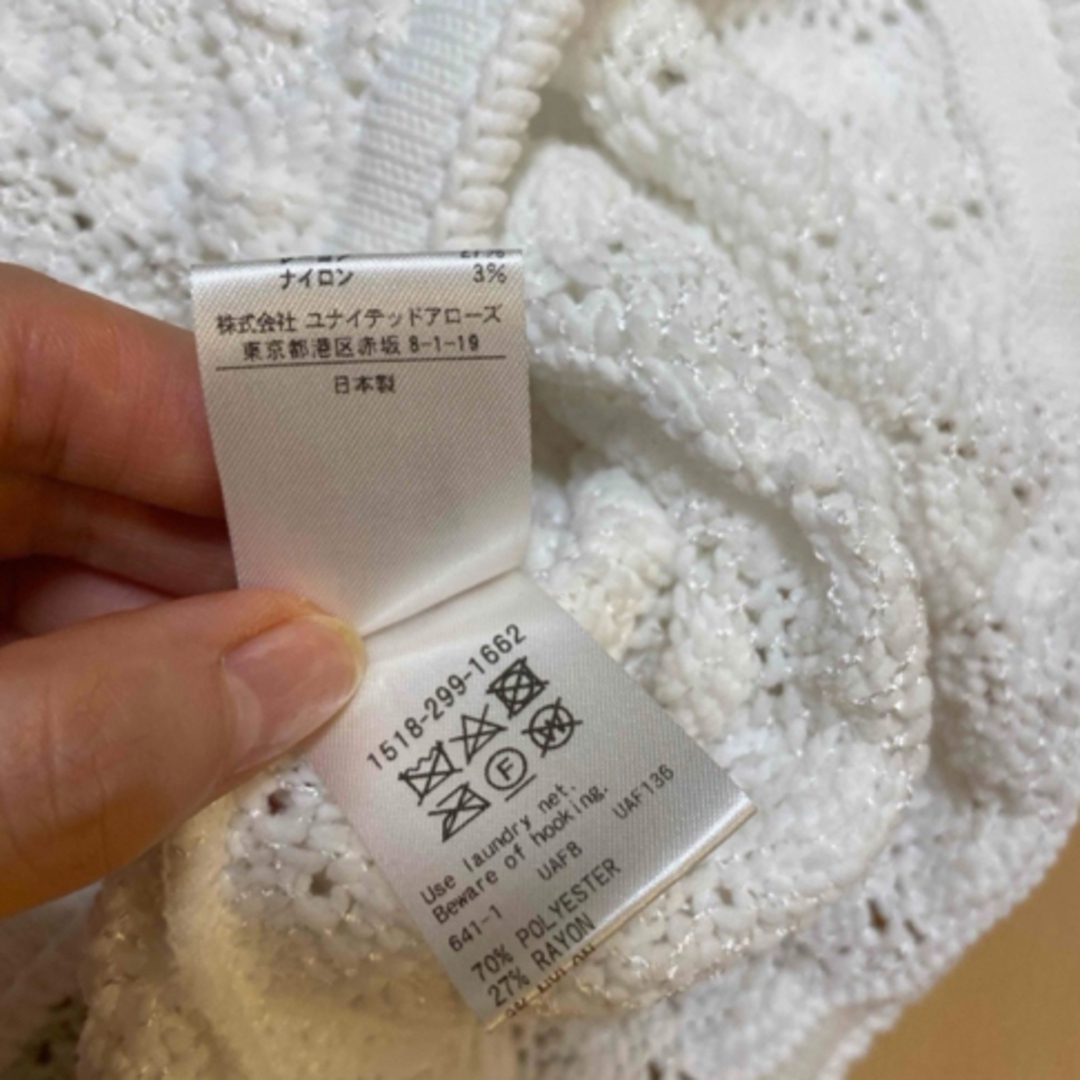 ナイロン 3%
株式会社 ユナイテッドアローズ
東京都港区赤坂 8-1-19
日本製
1518-299-1662
F W
Use laundry net.
Beware of hooking.
641-1 UAF8 UAF136
70% POLYESTER
27% RAYON